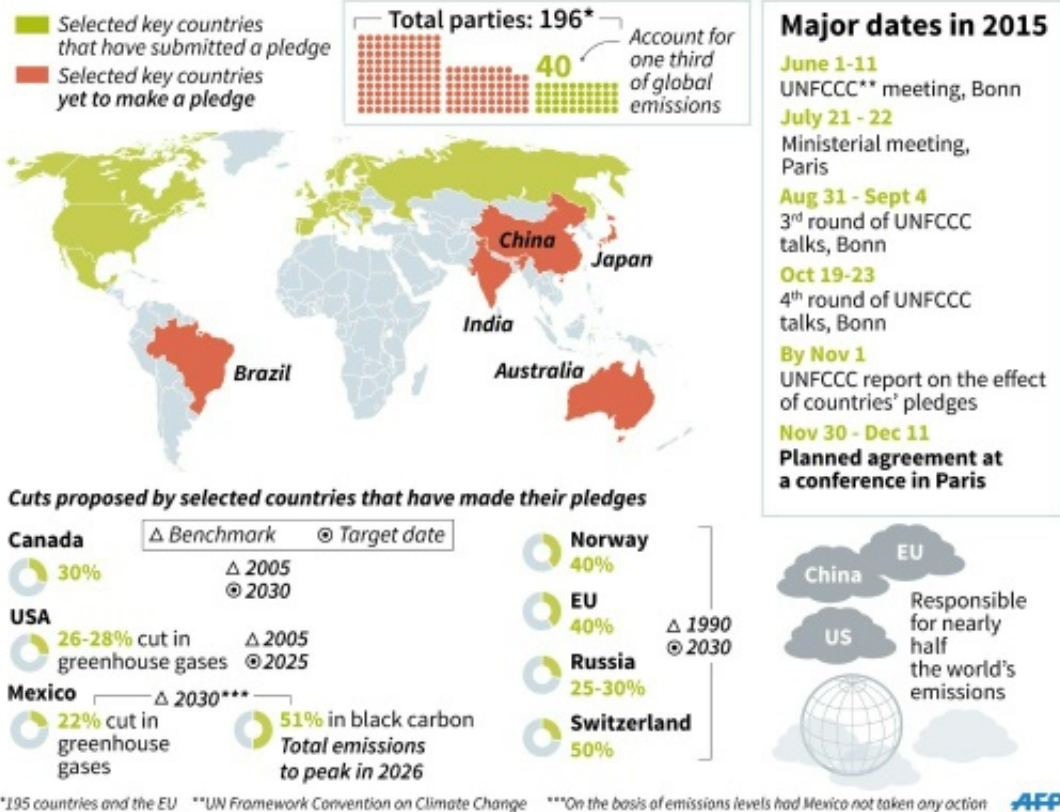 Selected key countries
that have submitted a pledge
Selected key countries
yet to make a pledge
Total parties: 196*
40
Account for
one third
of global
emissions
China
Japan
India
Brazil
Australia
Major dates in 2015
June 1-11
UNFCCC** meeting, Bonn
July 21 - 22
Ministerial meeting,
Paris
Aug 31 - Sept 4
3rd round of UNFCCC
talks, Bonn
Oct 19-23
4th round of UNFCCC
talks, Bonn
By Nov 1
UNFCCC report on the effect
of countries' pledges
Nov 30 - Dec 11
Planned agreement at
a conference in Paris
Cuts proposed by selected countries that have made their pledges
△ Benchmark ⦿ Target date
Canada
30%
△ 2005
⦿ 2030
USA
26-28% cut in
greenhouse gases
△ 2005
⦿ 2025
Mexico
△ 2030***
22% cut in
greenhouse
gases
51% in black carbon
Total emissions
to peak in 2026
Norway
40%
EU
40%
Russia
25-30%
Switzerland
50%
△ 1990
⦿ 2030
EU
China
US
Responsible
for nearly
half
the world's
emissions
*195 countries and the EU **UN Framework Convention on Climate Change ***On the basis of emissions levels had Mexico not taken any action
AFP